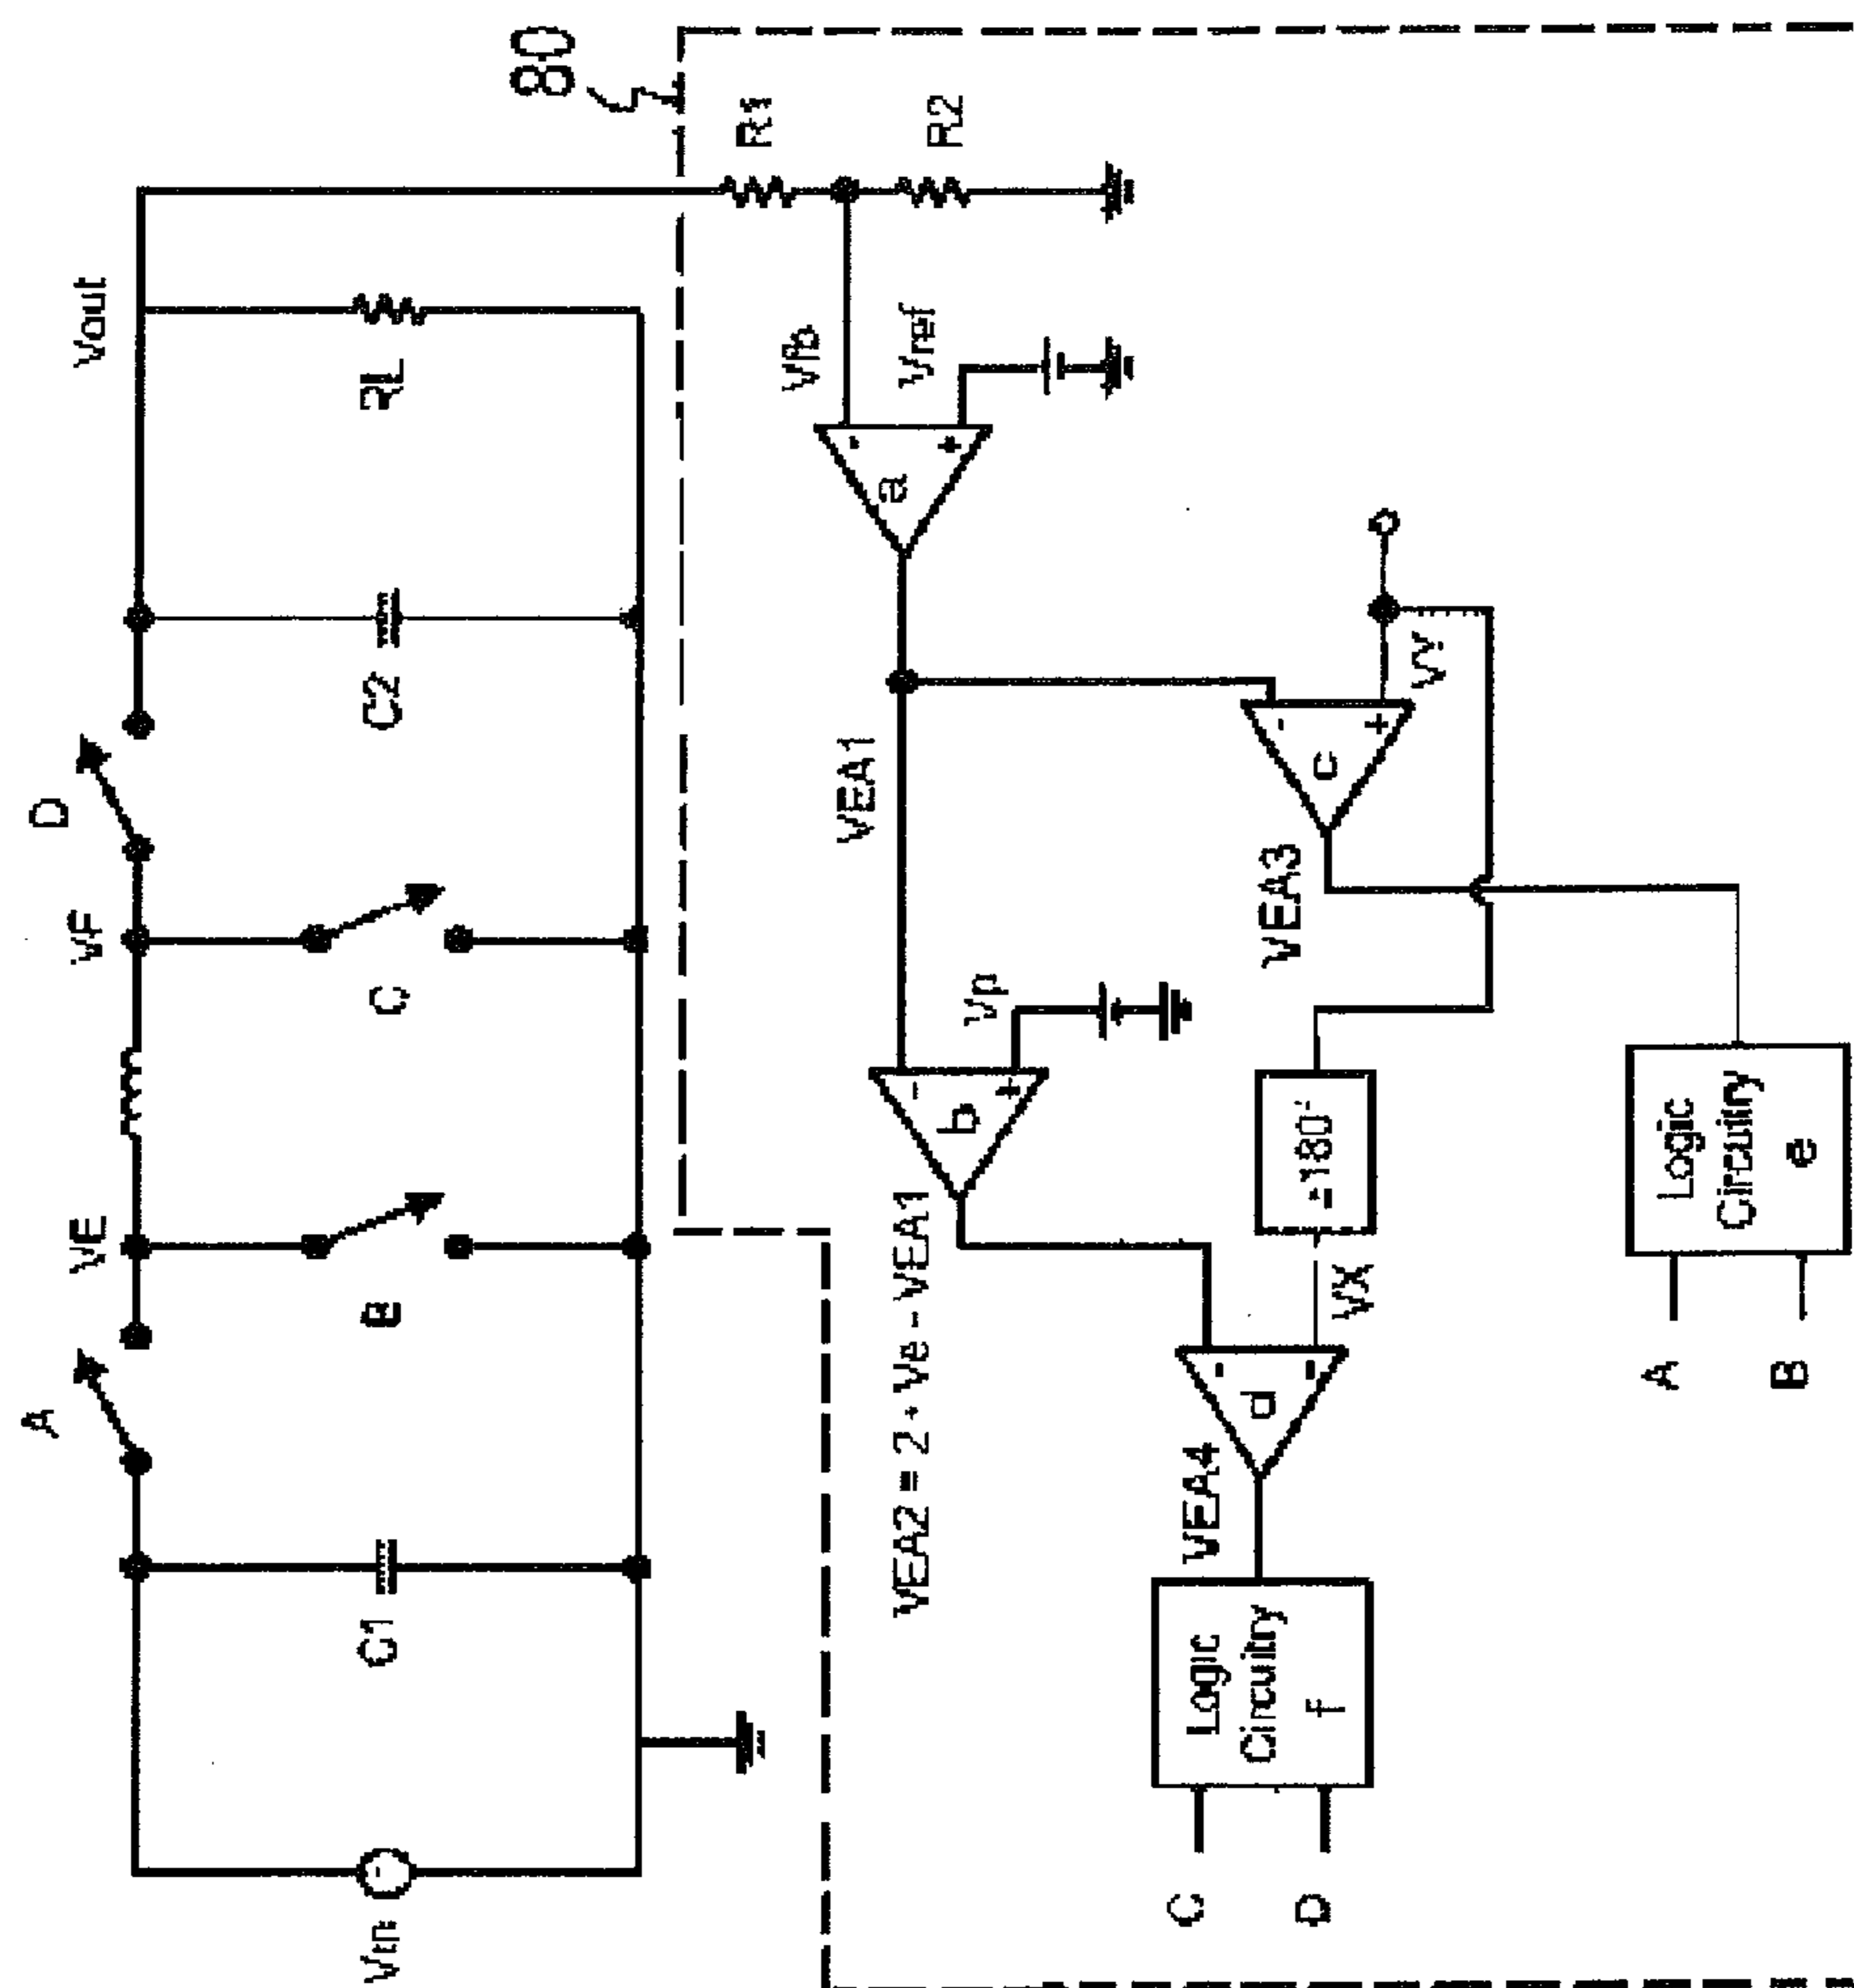 80
A
D
VE
VF
Vout
Vin
C1
B
C
C2
RL
R1
R2
Vfb
Vref
a
VEA1
VEA2 = 2 * Ve - VEA1
b
-
+
Vp
-
+
c
-
+
VY
VEA3
-180°
VX
d
-
-
VEA4
Logic
Circuitry
f
C
D
Logic
Circuitry
e
A
B